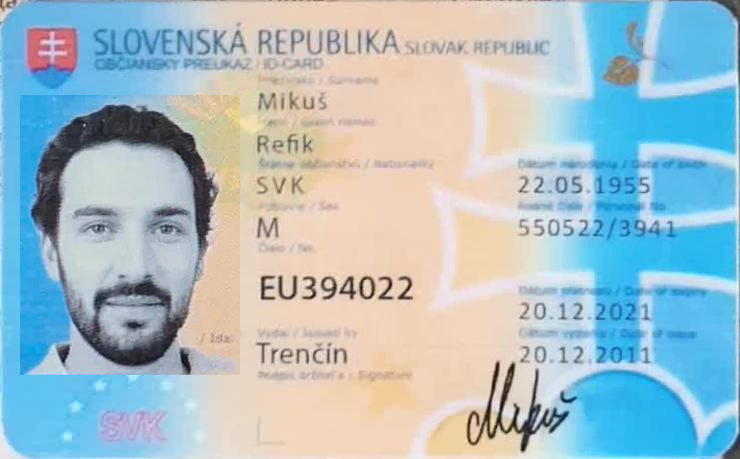 SLOVENSKÁ REPUBLIKA SLOVAK REPUBLIC
OBČIANSKY PREUKAZ / ID-CARD
Priezvisko / Surname
Mikuš
Meno / Given names
Refik
Štátne občianstvo / Nationality
Dátum narodenia / Date of birth
SVK
22.05.1955
Pohlavie / Sex
Rodné číslo / Personal No.
M
550522/3941
Číslo / No.
EU394022
Dátum platnosti / Date of expiry
20.12.2021
Vydal / Issued by
Dátum vydania / Date of issue
Trenčín
20.12.2011
Podpis držiteľa / Signature
Mikuš
SVK